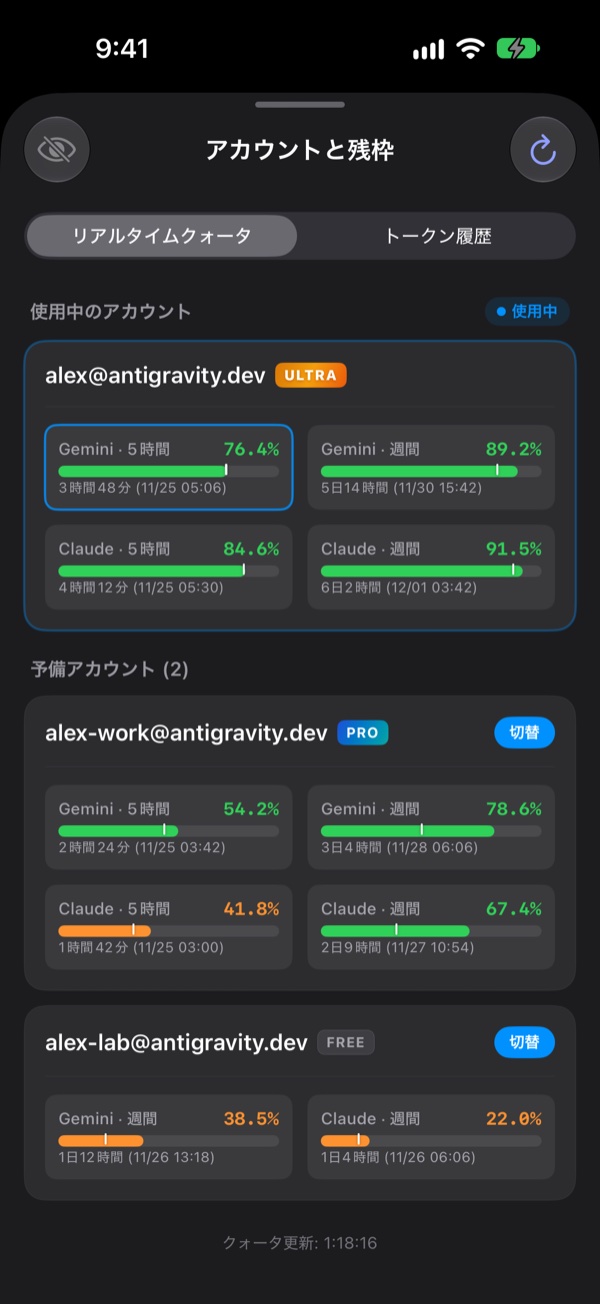 9:41
アカウントと残枠
リアルタイムクォータ トークン履歴
使用中のアカウント 使用中
alex@antigravity.dev ULTRA
Gemini · 5時間 76.4% Gemini · 週間 89.2%
3時間48分 (11/25 05:06) 5日14時間 (11/30 15:42)
Claude · 5時間 84.6% Claude · 週間 91.5%
4時間12分 (11/25 05:30) 6日2時間 (12/01 03:42)
予備アカウント (2)
alex-work@antigravity.dev PRO 切替
Gemini · 5時間 54.2% Gemini · 週間 78.6%
2時間24分 (11/25 03:42) 3日4時間 (11/28 06:06)
Claude · 5時間 41.8% Claude · 週間 67.4%
1時間42分 (11/25 03:00) 2日9時間 (11/27 10:54)
alex-lab@antigravity.dev FREE 切替
Gemini · 週間 38.5% Claude · 週間 22.0%
1日12時間 (11/26 13:18) 1日4時間 (11/26 06:06)
クォータ更新: 1:18:16